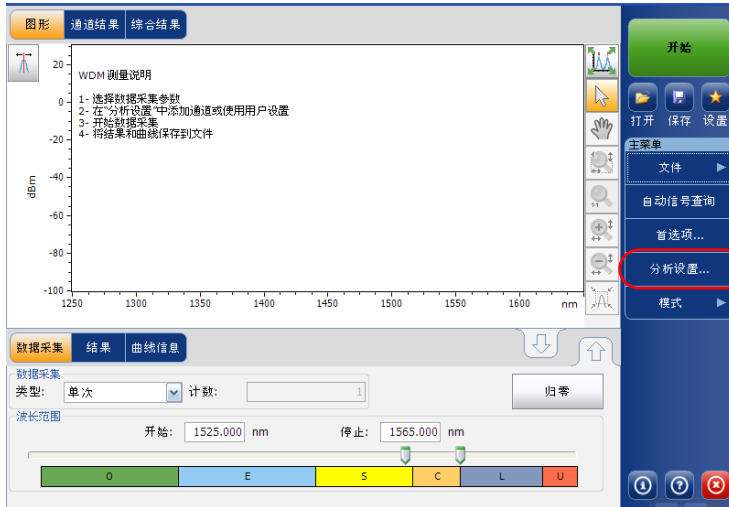 图形 通道结果 综合结果
20
0
-20
-40
-60
-80
-100
dBm
WDM 测量说明
1- 选择数据采集参数
2- 在"分析设置"中添加通道或使用用户设置
3- 开始数据采集
4- 将结果和曲线保存到文件
1250 1300 1350 1400 1450 1500 1550 1600 nm
1:1
开始
打开 保存 设置
主菜单
文件
自动信号查询
首选项...
分析设置...
模式
数据采集 结果 曲线信息
数据采集
类型: 单次 计数: 1 归零
波长范围
开始: 1525.000 nm 停止: 1565.000 nm
O E S C L U